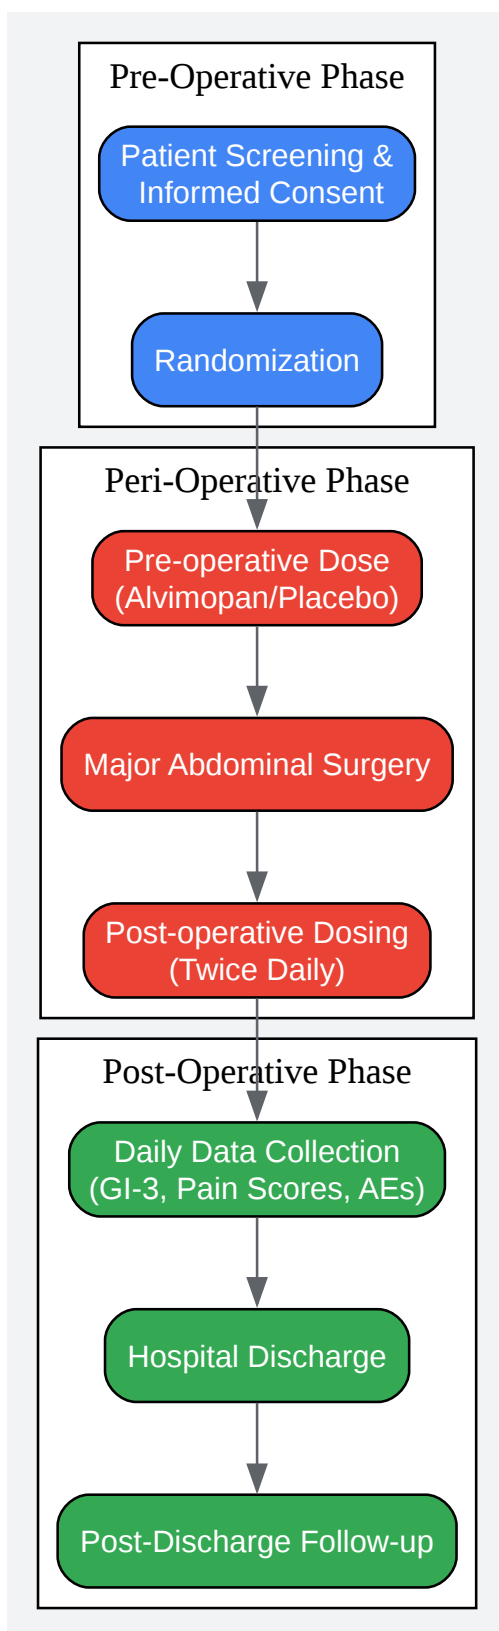 Pre-Operative Phase
Patient Screening &
Informed Consent
Randomization
Peri-Operative Phase
Pre-operative Dose
(Alvimopan/Placebo)
Major Abdominal Surgery
Post-operative Dosing
(Twice Daily)
Post-Operative Phase
Daily Data Collection
(GI-3, Pain Scores, AEs)
Hospital Discharge
Post-Discharge Follow-up